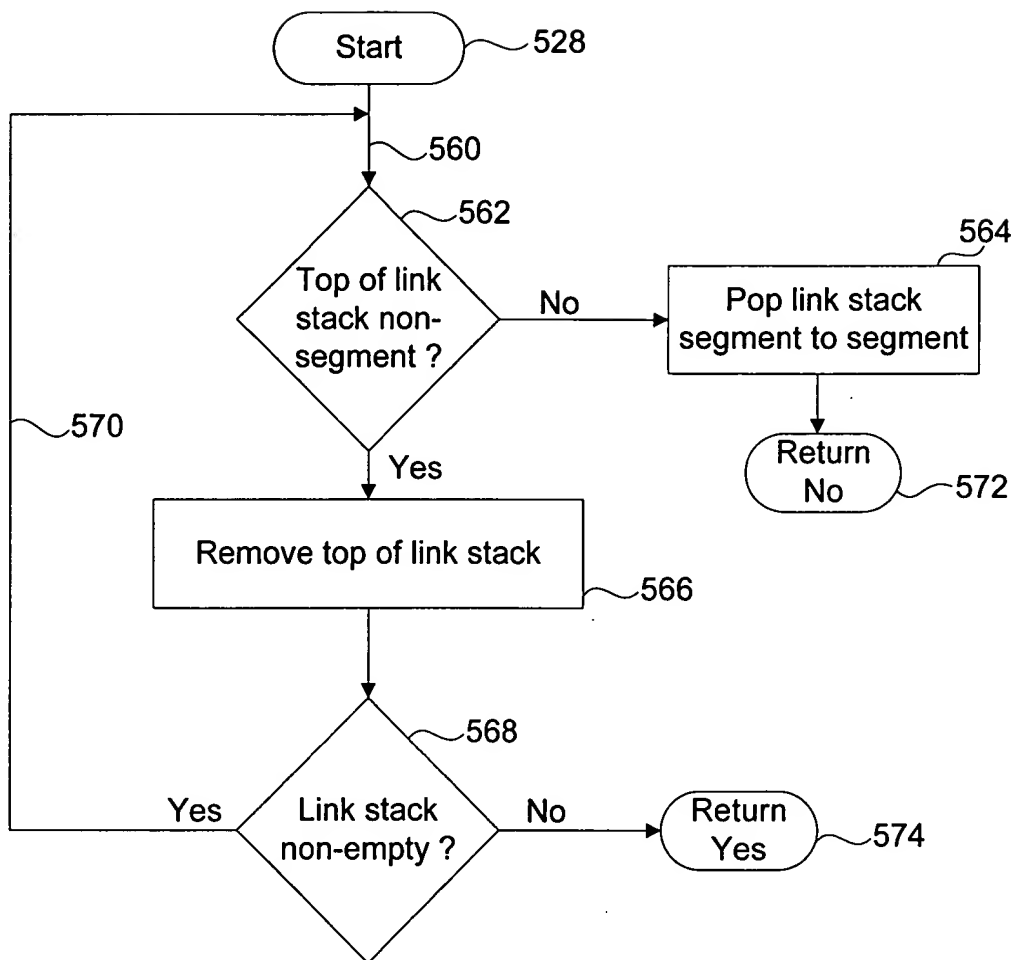 Start
528
560
562
Top of link
stack non-
segment ?
No
564
Pop link stack
segment to segment
Return
No
572
570
Yes
Remove top of link stack
566
568
Yes
Link stack
non-empty ?
No
Return
Yes
574